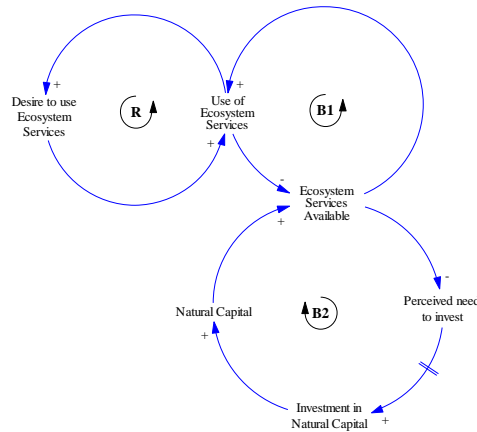 +
+
Desire to use
Ecosystem
Services
R
Use of
Ecosystem
Services
+
B1
-
Ecosystem
Services
Available
+
-
Natural Capital
+
B2
Perceived need
to invest
Investment in
Natural Capital
+